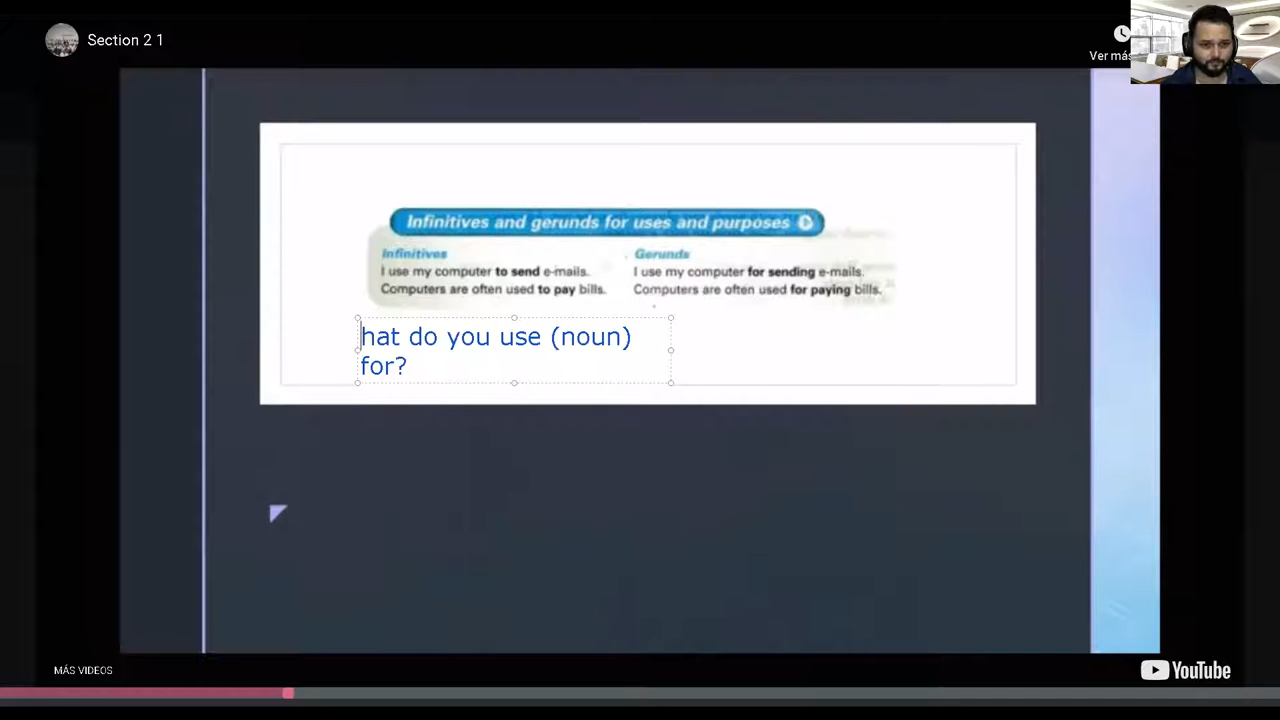 Section 2 1
Ver más
Infinitives and gerunds for uses and purposes
Infinitives
I use my computer to send e-mails.
Computers are often used to pay bills.
Gerunds
I use my computer for sending e-mails.
Computers are often used for paying bills.
hat do you use (noun)
for?
MÁS VIDEOS
YouTube